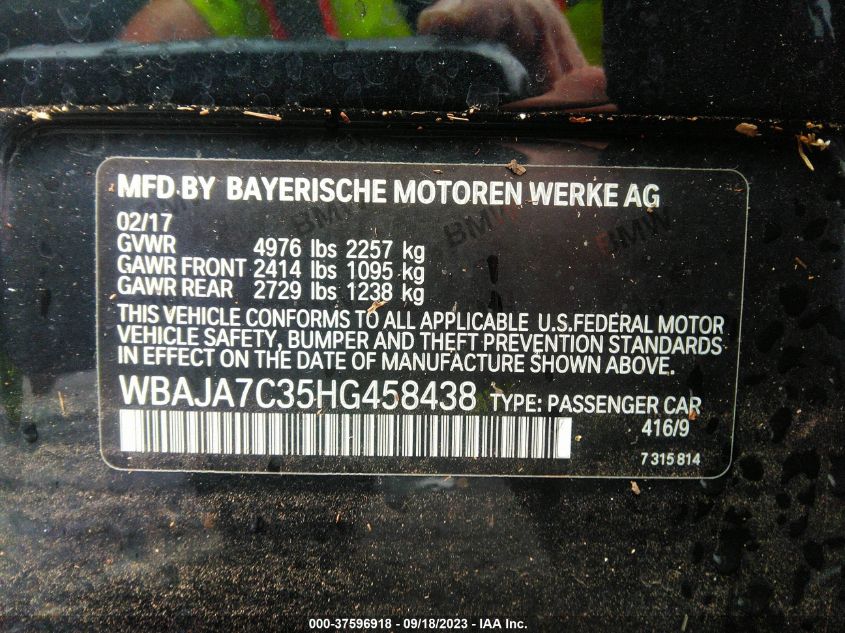 MFD BY BAYERISCHE MOTOREN WERKE AG
02/17
GVWR 4976 lbs 2257 kg
GAWR FRONT 2414 lbs 1095 kg
GAWR REAR 2729 lbs 1238 kg
BMW BMW BMW
THIS VEHICLE CONFORMS TO ALL APPLICABLE U.S.FEDERAL MOTOR
VEHICLE SAFETY, BUMPER AND THEFT PREVENTION STANDARDS
IN EFFECT ON THE DATE OF MANUFACTURE SHOWN ABOVE.
WBAJA7C35HG458438 TYPE: PASSENGER CAR
416/9
7 315 814
000-37596918 - 09/18/2023 - IAA Inc.